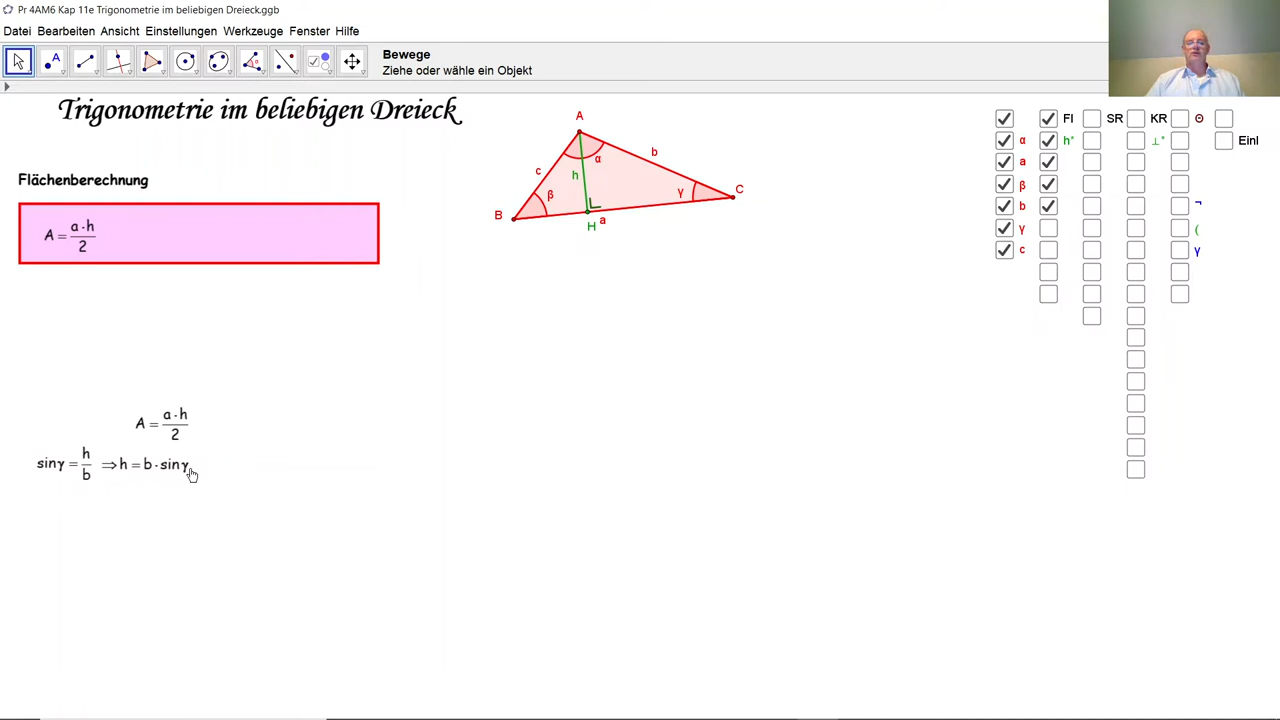 Pr 4AM6 Kap 11e Trigonometrie im beliebigen Dreieck.ggb
Datei Bearbeiten Ansicht Einstellungen Werkzeuge Fenster Hilfe
A
Bewege
Ziehe oder wähle ein Objekt
Trigonometrie im beliebigen Dreieck
Flächenberechnung
A = a·h/2
A
α
b
c
h
β
γ
C
B
H
a
FI SR KR Θ
α h* ⊥* Einl
a
β
b ¬
γ (
c γ
A = a·h/2
sinγ = h/b ⇒ h = b·sinγ